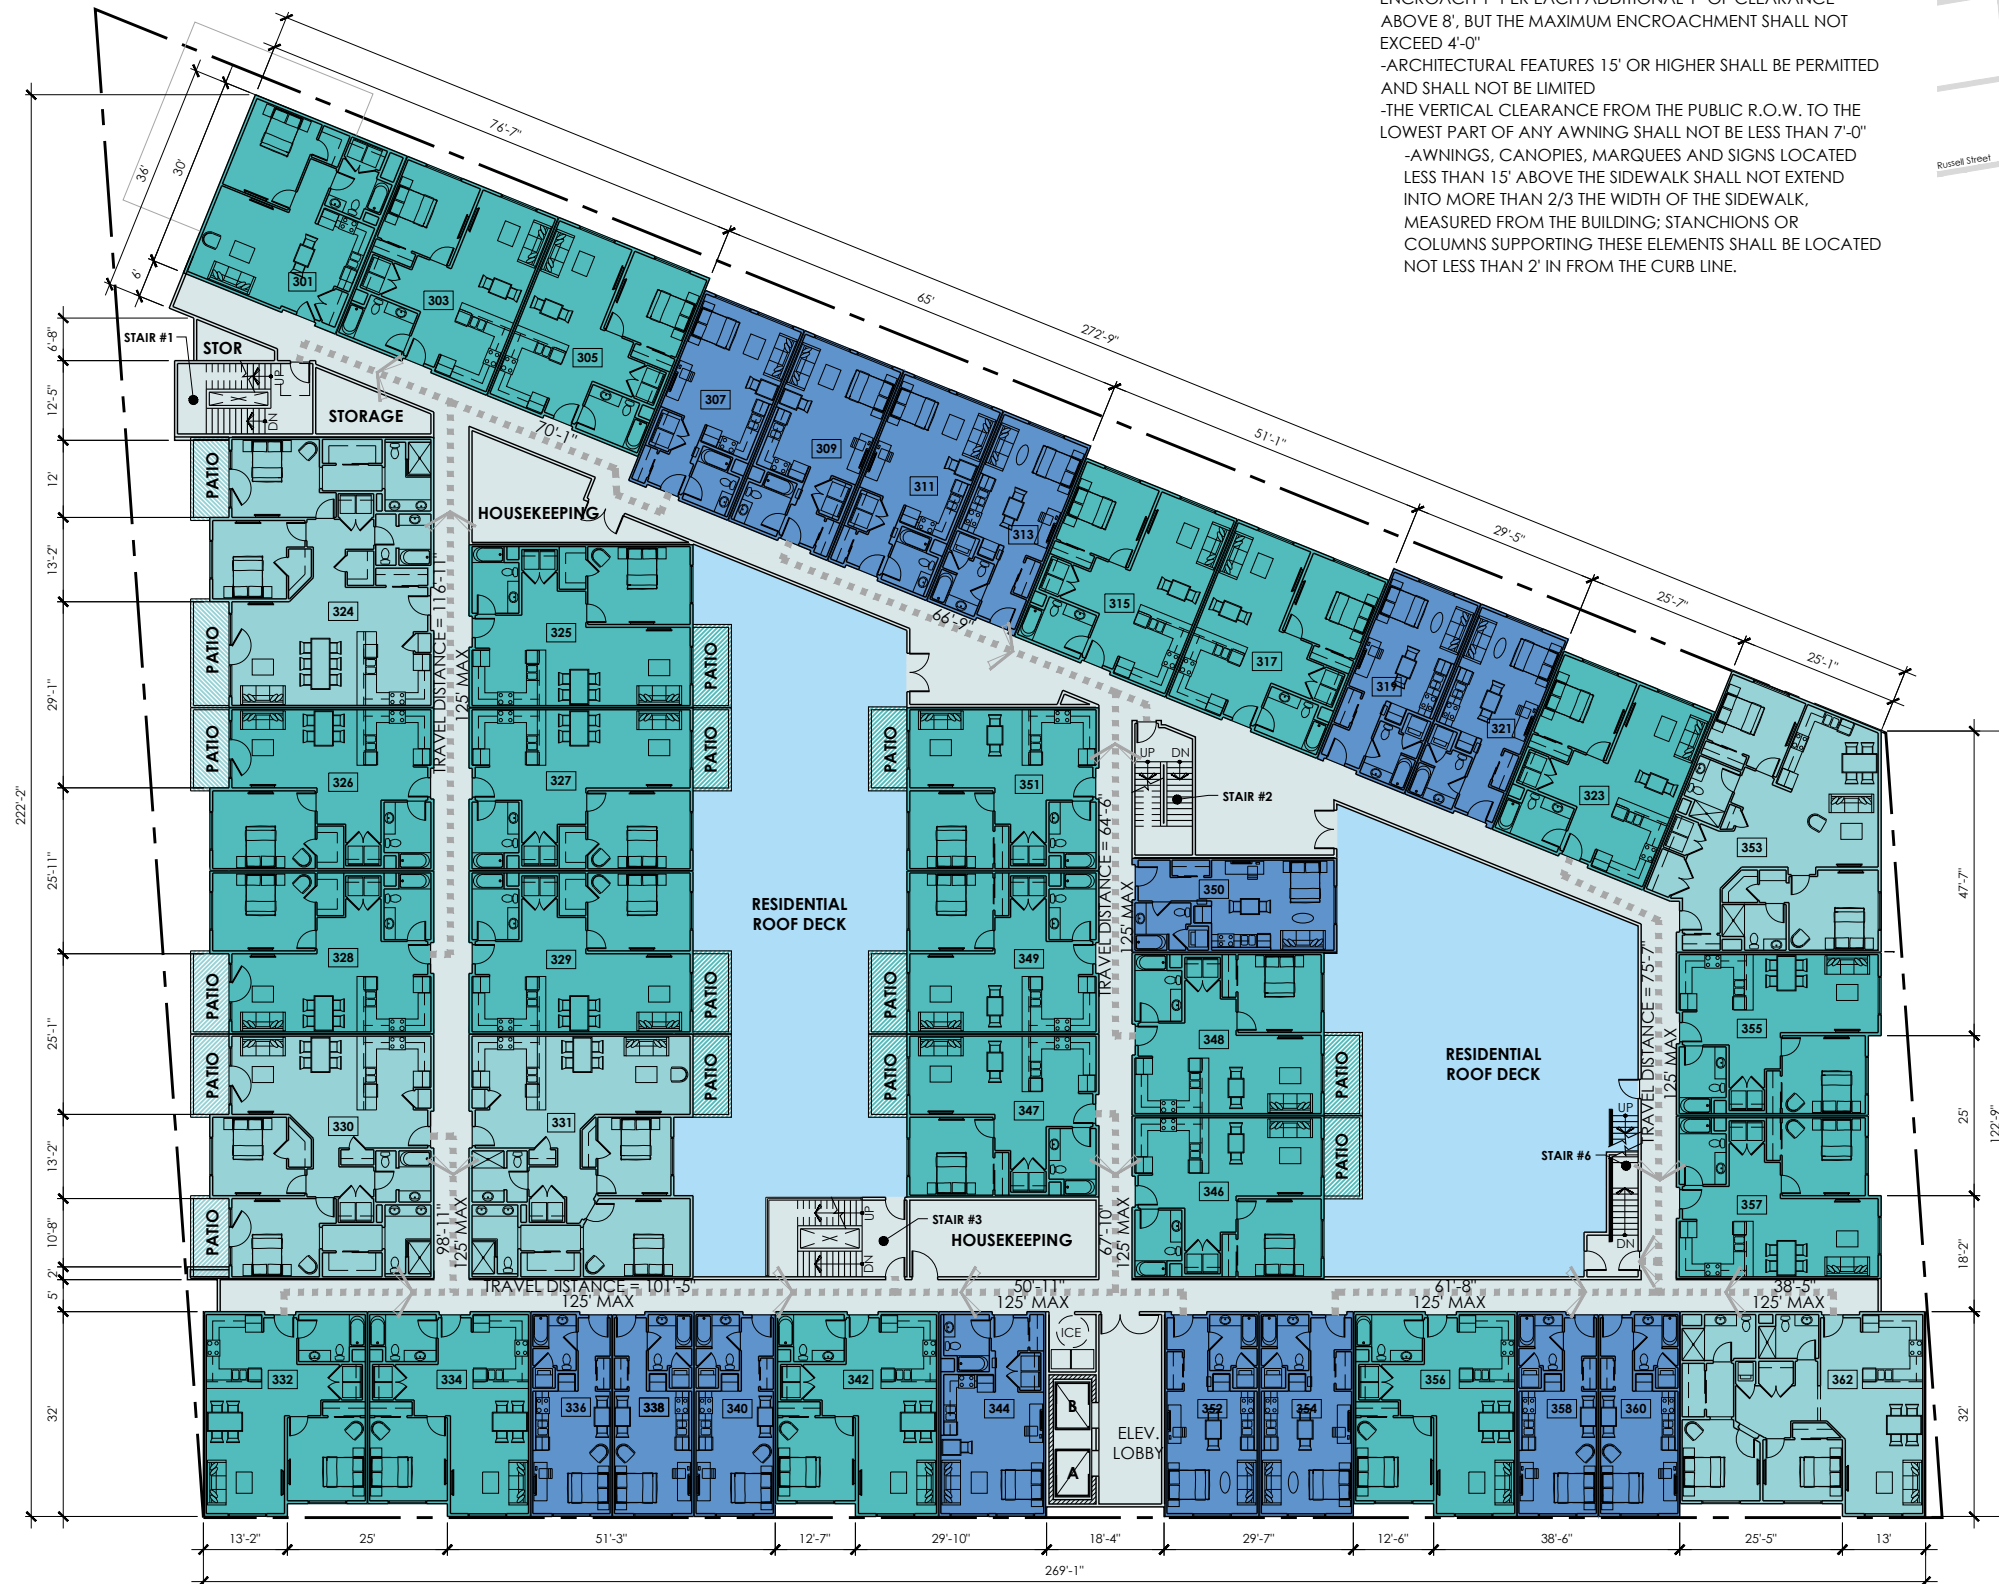 ABOVE 8', BUT THE MAXIMUM ENCROACHMENT SHALL NOT
EXCEED 4'-0"
-ARCHITECTURAL FEATURES 15' OR HIGHER SHALL BE PERMITTED
AND SHALL NOT BE LIMITED
-THE VERTICAL CLEARANCE FROM THE PUBLIC R.O.W. TO THE
LOWEST PART OF ANY AWNING SHALL NOT BE LESS THAN 7'-0"
-AWNINGS, CANOPIES, MARQUEES AND SIGNS LOCATED
LESS THAN 15' ABOVE THE SIDEWALK SHALL NOT EXTEND
INTO MORE THAN 2/3 THE WIDTH OF THE SIDEWALK,
MEASURED FROM THE BUILDING; STANCHIONS OR
COLUMNS SUPPORTING THESE ELEMENTS SHALL BE LOCATED
NOT LESS THAN 2' IN FROM THE CURB LINE.
Russell Street
76'-7"
65'
272'-9"
51'-1"
29'-5"
25'-7"
25'-1"
36'
30'
6'
301
303
305
307
309
311
313
315
317
319
321
323
353
STAIR #1
STOR
UP
DN
STORAGE
70'-1"
66'-9"
HOUSEKEEPING
222'-2"
6'-8"
12'-5"
12'
13'-2"
29'-1"
25'-11"
25'-1"
13'-2"
10'-8"
2'
5'
32'
PATIO
PATIO
PATIO
PATIO
PATIO
PATIO
324
326
328
330
TRAVEL DISTANCE = 116'-11"
125' MAX
98'-11"
125' MAX
325
327
329
331
PATIO
PATIO
PATIO
PATIO
RESIDENTIAL
ROOF DECK
PATIO
PATIO
PATIO
351
349
347
TRAVEL DISTANCE = 64'-6"
125' MAX
67'-10"
125' MAX
UP
DN
STAIR #2
350
348
346
PATIO
PATIO
RESIDENTIAL
ROOF DECK
UP
STAIR #6
DN
TRAVEL DISTANCE = 75'-7"
125' MAX
355
357
47'-7"
25'
122'-9"
18'-2"
32'
UP
DN
STAIR #3
HOUSEKEEPING
TRAVEL DISTANCE = 101'-5"
125' MAX
50'-11"
125' MAX
61'-8"
125' MAX
38'-5"
125' MAX
332
334
336
338
340
342
344
ICE
B
A
ELEV.
LOBBY
352
354
356
358
360
362
13'-2"
25'
51'-3"
12'-7"
29'-10"
18'-4"
29'-7"
12'-6"
38'-6"
25'-5"
13'
269'-1"